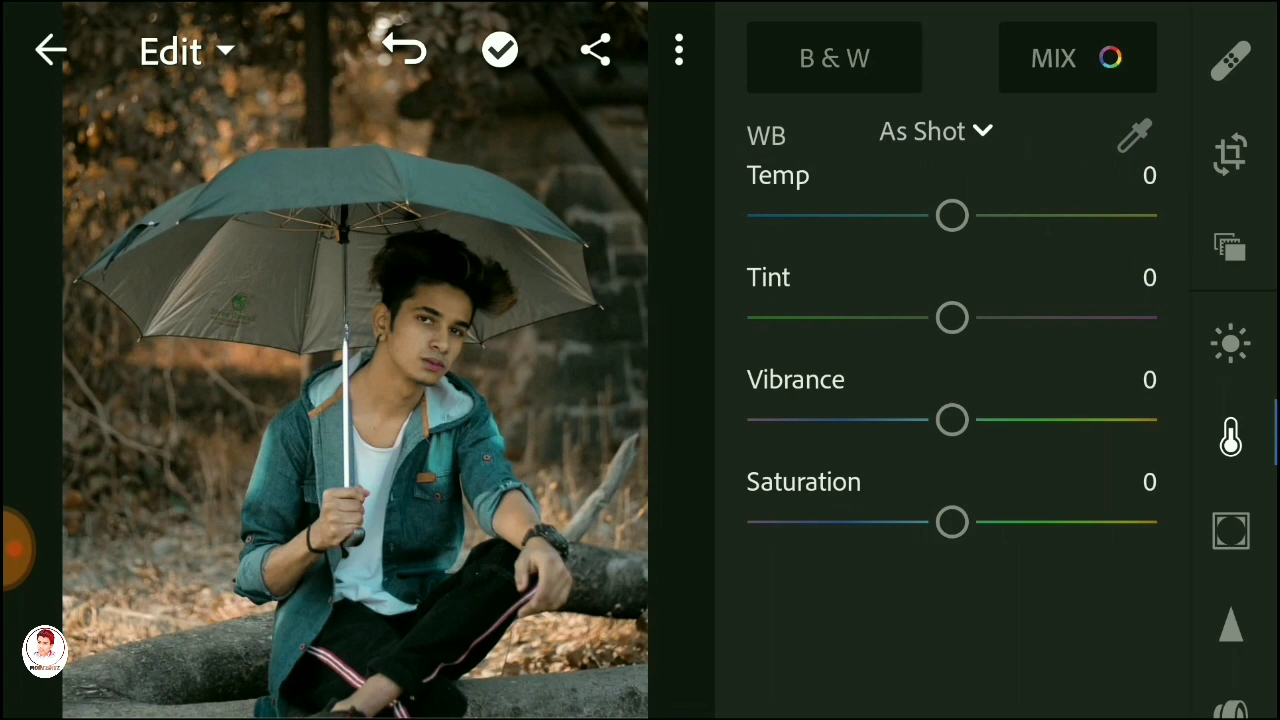 Edit
B & W
MIX
WB
As Shot
Temp
0
Tint
0
Vibrance
0
Saturation
0